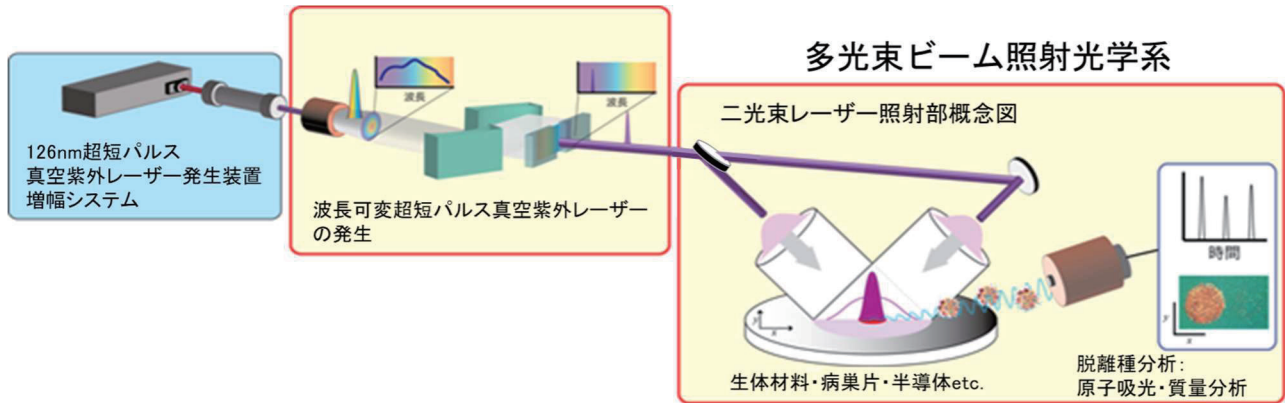 126nm超短パルス
真空紫外レーザー発生装置
増幅システム
波長
波長
波長可変超短パルス真空紫外レーザー
の発生
多光束ビーム照射光学系
二光束レーザー照射部概念図
y
x
生体材料・病巣片・半導体etc.
時間
y
x
脱離種分析：
原子吸光・質量分析